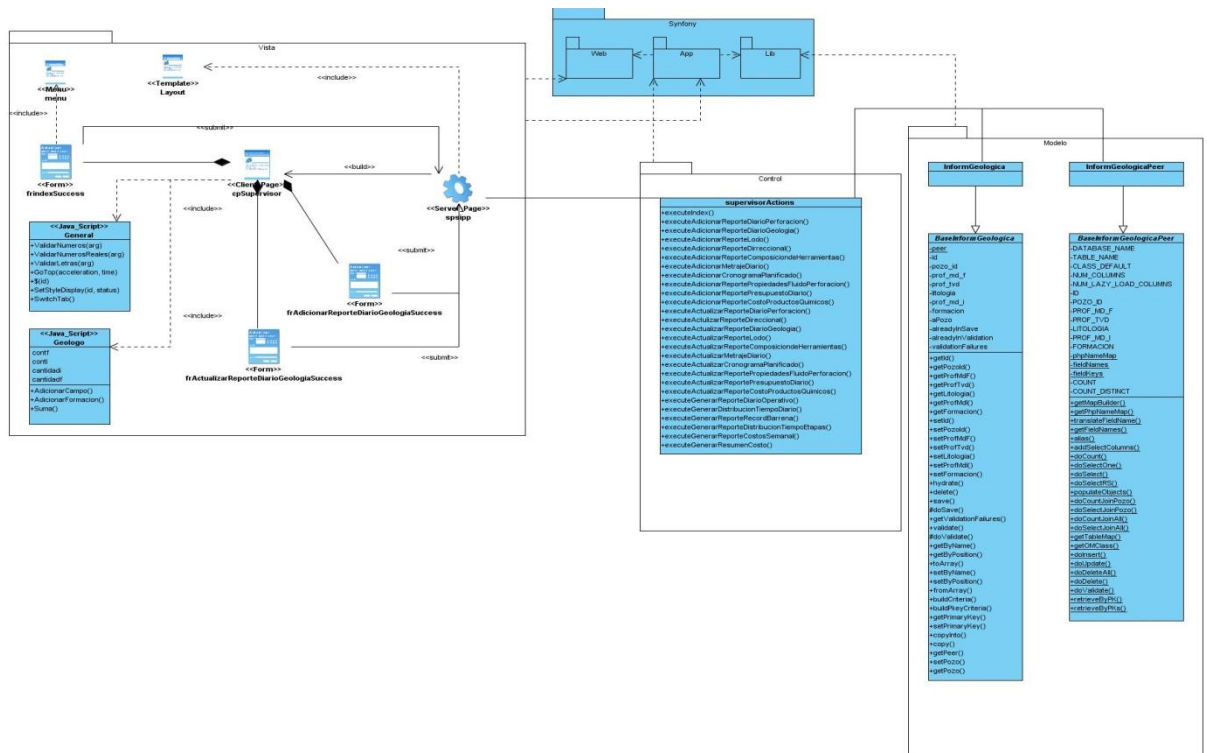 Synfony
Web
App
Lib
Vista
<<Menu>>
menu
<<Template>>
Layout
<<include>>
<<include>>
<<submit>>
<<Form>>
frIndexSuccess
<<build>>
<<Client_Page>>
cpSupervisor
<<Server_Page>>
spsipp
<<include>>
<<submit>>
<<Form>>
frAdicionarReporteDiarioGeologiaSuccess
<<include>>
<<submit>>
<<Form>>
frActualizarReporteDiarioGeologiaSuccess
<<Java_Script>>
General
+ValidarNumeros(arg)
+ValidarNumerosReales(arg)
+ValidarLetras(arg)
+GoTop(acceleration, time)
+$(id)
+SetStyleDisplay(id, status)
+SwitchTab()
<<Java_Script>>
Geologo
contf
conti
cantidadi
cantidadf
+AdicionarCampo()
+AdicionarFormacion()
+Suma()
Control
supervisorActions
+executeIndex()
+executeAdicionarReporteDiarioPerforacion()
+executeAdicionarReporteDiarioGeologia()
+executeAdicionarReporteLodo()
+executeAdicionarReporteDirreccional()
+executeAdicionarReporteComposiciondeHerramientas()
+executeAdicionarMetrajeDiario()
+executeAdicionarCronogramaPlanificado()
+executeAdicionarReportePropiedadesFluidoPerforacion()
+executeAdicionarReportePresupuestoDiario()
+executeAdicionarReporteCostoProductosQuimicos()
+executeActualizarReporteDiarioPerforacion()
+executeActulizarReporteDireccional()
+executeActualizarReporteDiarioGeologia()
+executeActualizarReporteLodo()
+executeActualizarReporteComposiciondeHerramientas()
+executeActualizarMetrajeDiario()
+executeActualizarCronogramaPlanificado()
+executeActualizarReportePropiedadesFluidoPerforacion()
+executeActualizarReportePresupuestoDiario()
+executeActualizarReporteCostoProductosQuimicos()
+executeGenerarReporteDiarioOperativo()
+executeGenerarDistribucionTiempoDiario()
+executeGenerarReporteRecordBarrena()
+executeGenerarReporteDistribucionTiempoEtapas()
+executeGenerarReporteCostosSemanal()
+executeGenerarResumenCosto()
Modelo
InformGeologica
BaseInformGeologica
-peer
-id
-pozo_id
-prof_md_f
-prof_tvd
-litologia
-prof_md_i
-formacion
-aPozo
-alreadyInSave
-alreadyInValidation
-validationFailures
+getId()
+getPozoId()
+getProfMdF()
+getProfTvd()
+getLitologia()
+getProfMdI()
+getFormacion()
+setId()
+setPozoId()
+setProfMdF()
+setProfTvd()
+setLitologia()
+setProfMdI()
+setFormacion()
+hydrate()
+delete()
+save()
#doSave()
+getValidationFailures()
+validate()
#doValidate()
+getByName()
+getByPosition()
+toArray()
+setByName()
+setByPosition()
+fromArray()
+buildCriteria()
+buildPkeyCriteria()
+getPrimaryKey()
+setPrimaryKey()
+copyInto()
+copy()
+getPeer()
+setPozo()
+getPozo()
InformGeologicaPeer
BaseInformGeologicaPeer
-DATABASE_NAME
-TABLE_NAME
-CLASS_DEFAULT
-NUM_COLUMNS
-NUM_LAZY_LOAD_COLUMNS
-ID
-POZO_ID
-PROF_MD_F
-PROF_TVD
-LITOLOGIA
-PROF_MD_I
-FORMACION
-phpNameMap
-fieldNames
-fieldKeys
-COUNT
-COUNT_DISTINCT
+getMapBuilder()
+getPhpNameMap()
+translateFieldName()
+getFieldNames()
+alias()
+addSelectColumns()
+doCount()
+doSelectOne()
+doSelect()
+doSelectRS()
+populateObjects()
+doCountJoinPozo()
+doSelectJoinPozo()
+doCountJoinAll()
+doSelectJoinAll()
+getTableMap()
+getOMClass()
+doInsert()
+doUpdate()
+doDeleteAll()
+doDelete()
+doValidate()
+retrieveByPK()
+retrieveByPKs()